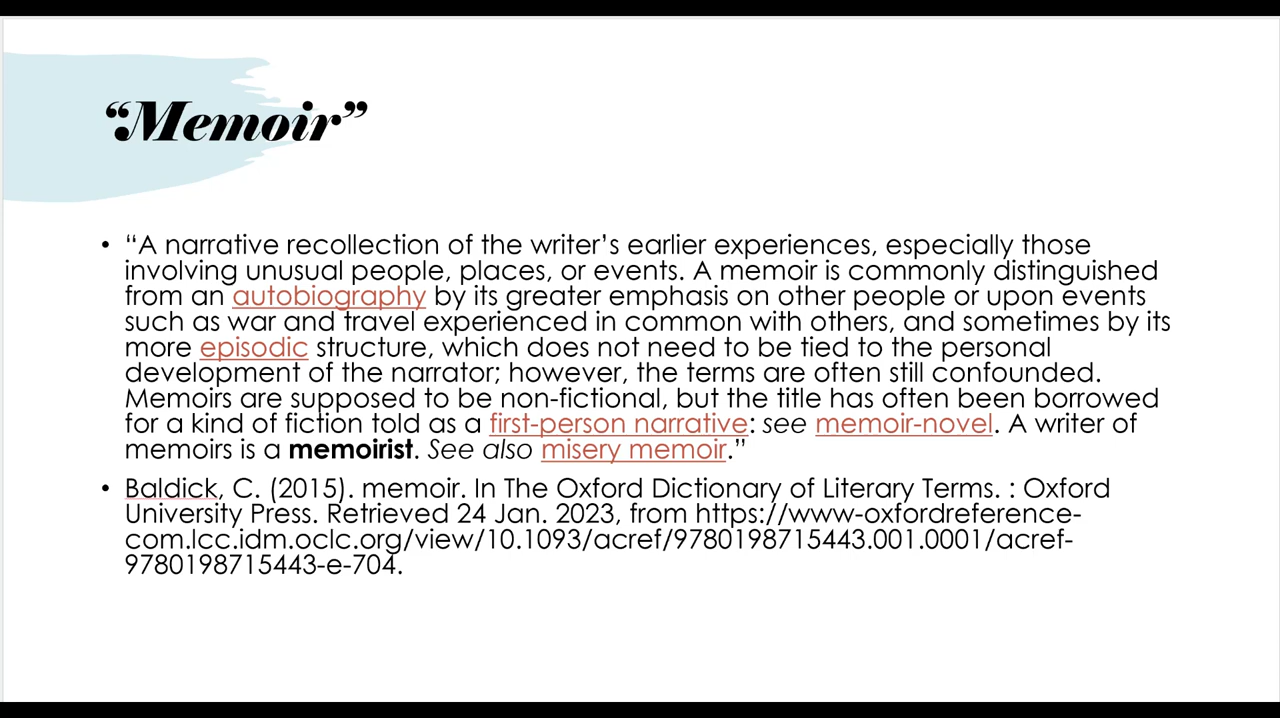 “Memoir”
• “A narrative recollection of the writer’s earlier experiences, especially those
involving unusual people, places, or events. A memoir is commonly distinguished
from an autobiography by its greater emphasis on other people or upon events
such as war and travel experienced in common with others, and sometimes by its
more episodic structure, which does not need to be tied to the personal
development of the narrator; however, the terms are often still confounded.
Memoirs are supposed to be non-fictional, but the title has often been borrowed
for a kind of fiction told as a first-person narrative: see memoir-novel. A writer of
memoirs is a memoirist. See also misery memoir.”
• Baldick, C. (2015). memoir. In The Oxford Dictionary of Literary Terms. : Oxford
University Press. Retrieved 24 Jan. 2023, from https://www-oxfordreference-
com.lcc.idm.oclc.org/view/10.1093/acref/9780198715443.001.0001/acref-
9780198715443-e-704.